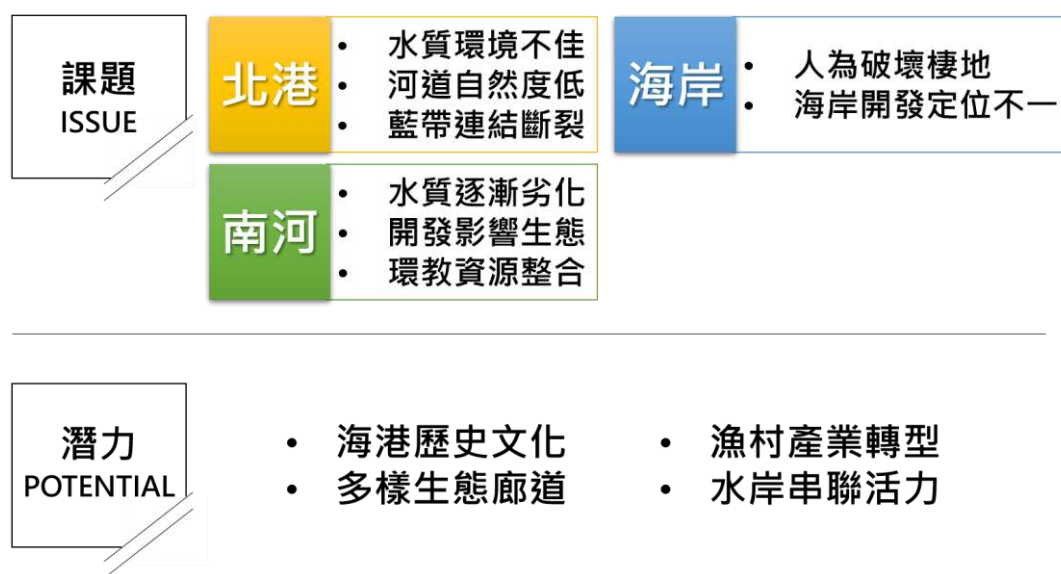 課題
ISSUE
北港
• 水質環境不佳
• 河道自然度低
• 藍帶連結斷裂
海岸
• 人為破壞棲地
• 海岸開發定位不一
南河
• 水質逐漸劣化
• 開發影響生態
• 環教資源整合
潛力
POTENTIAL
• 海港歷史文化
• 多樣生態廊道
• 漁村產業轉型
• 水岸串聯活力